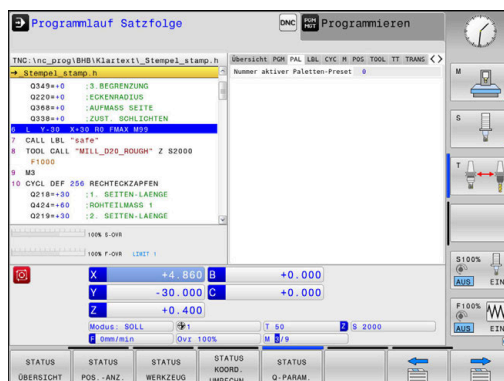 Programmlauf Satzfolge
DNC
PGM MGT
Programmieren
TNC:\nc_prog\BHB\Klartext\_Stempel_stamp.h
→_Stempel_stamp.h
Q349=+0 ;3.BEGRENZUNG
Q220=+0 ;ECKENRADIUS
Q368=+0 ;AUFMASS SEITE
Q338=+0 ;ZUST. SCHLICHTEN
6 L Y-30 X+30 R0 FMAX M99
7 CALL LBL "safe"
8 TOOL CALL "MILL_D20_ROUGH" Z S2000
F1000
9 M3
10 CYCL DEF 256 RECHTECKZAPFEN
Q218=+30 ;1. SEITEN-LAENGE
Q424=+60 ;ROHTEILMASS 1
Q219=+30 ;2. SEITEN-LAENGE
Übersicht PGM PAL LBL CYC M POS TOOL TT TRANS
Nummer aktiver Paletten-Preset 0
100% S-OVR
100% F-OVR LIMIT 1
X +4.860 B +0.000
Y -30.000 C +0.000
Z +0.400
Modus: SOLL 1 T 50 Z S 2000
F 0mm/min Ovr 100% M 3/9
M
S
T
S100%
AUS EIN
F100%
AUS EIN
STATUS ÜBERSICHT
STATUS POS.-ANZ.
STATUS WERKZEUG
STATUS KOORD. UMRECHN.
STATUS Q-PARAM.